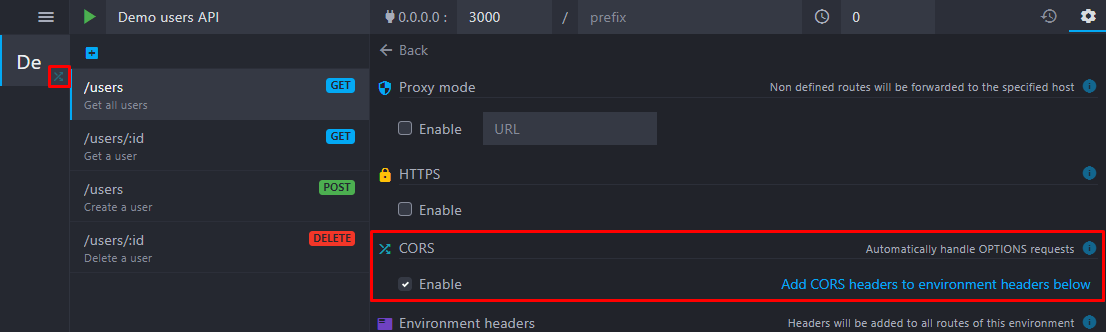 Demo users API
0.0.0.0 :
3000
/
prefix
0
De
Back
/users
GET
Get all users
/users/:id
GET
Get a user
/users
POST
Create a user
/users/:id
DELETE
Delete a user
Proxy mode
Non defined routes will be forwarded to the specified host
Enable
URL
HTTPS
Enable
CORS
Automatically handle OPTIONS requests
Enable
Add CORS headers to environment headers below
Environment headers
Headers will be added to all routes of this environment